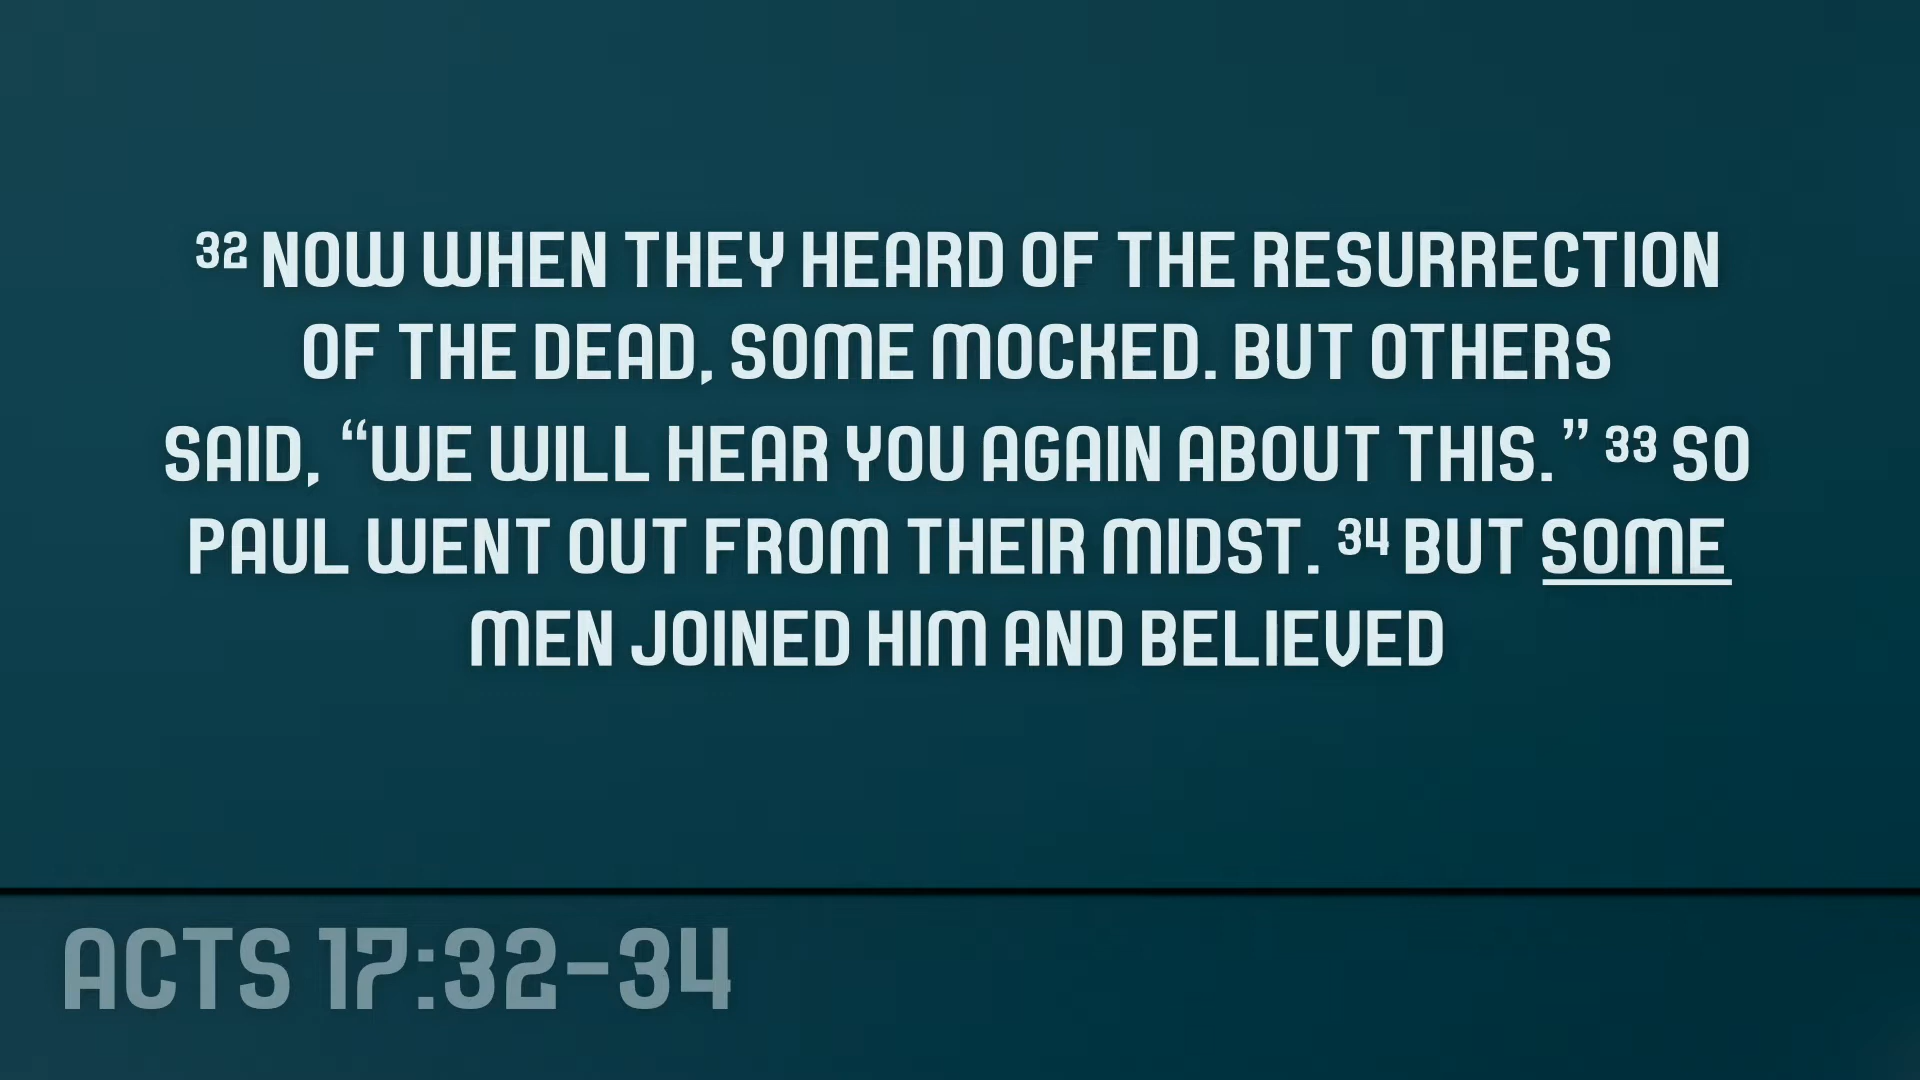 ³² NOW WHEN THEY HEARD OF THE RESURRECTION
OF THE DEAD, SOME MOCKED. BUT OTHERS
SAID, “WE WILL HEAR YOU AGAIN ABOUT THIS.” ³³ SO
PAUL WENT OUT FROM THEIR MIDST. ³⁴ BUT SOME
MEN JOINED HIM AND BELIEVED
ACTS 17:32-34